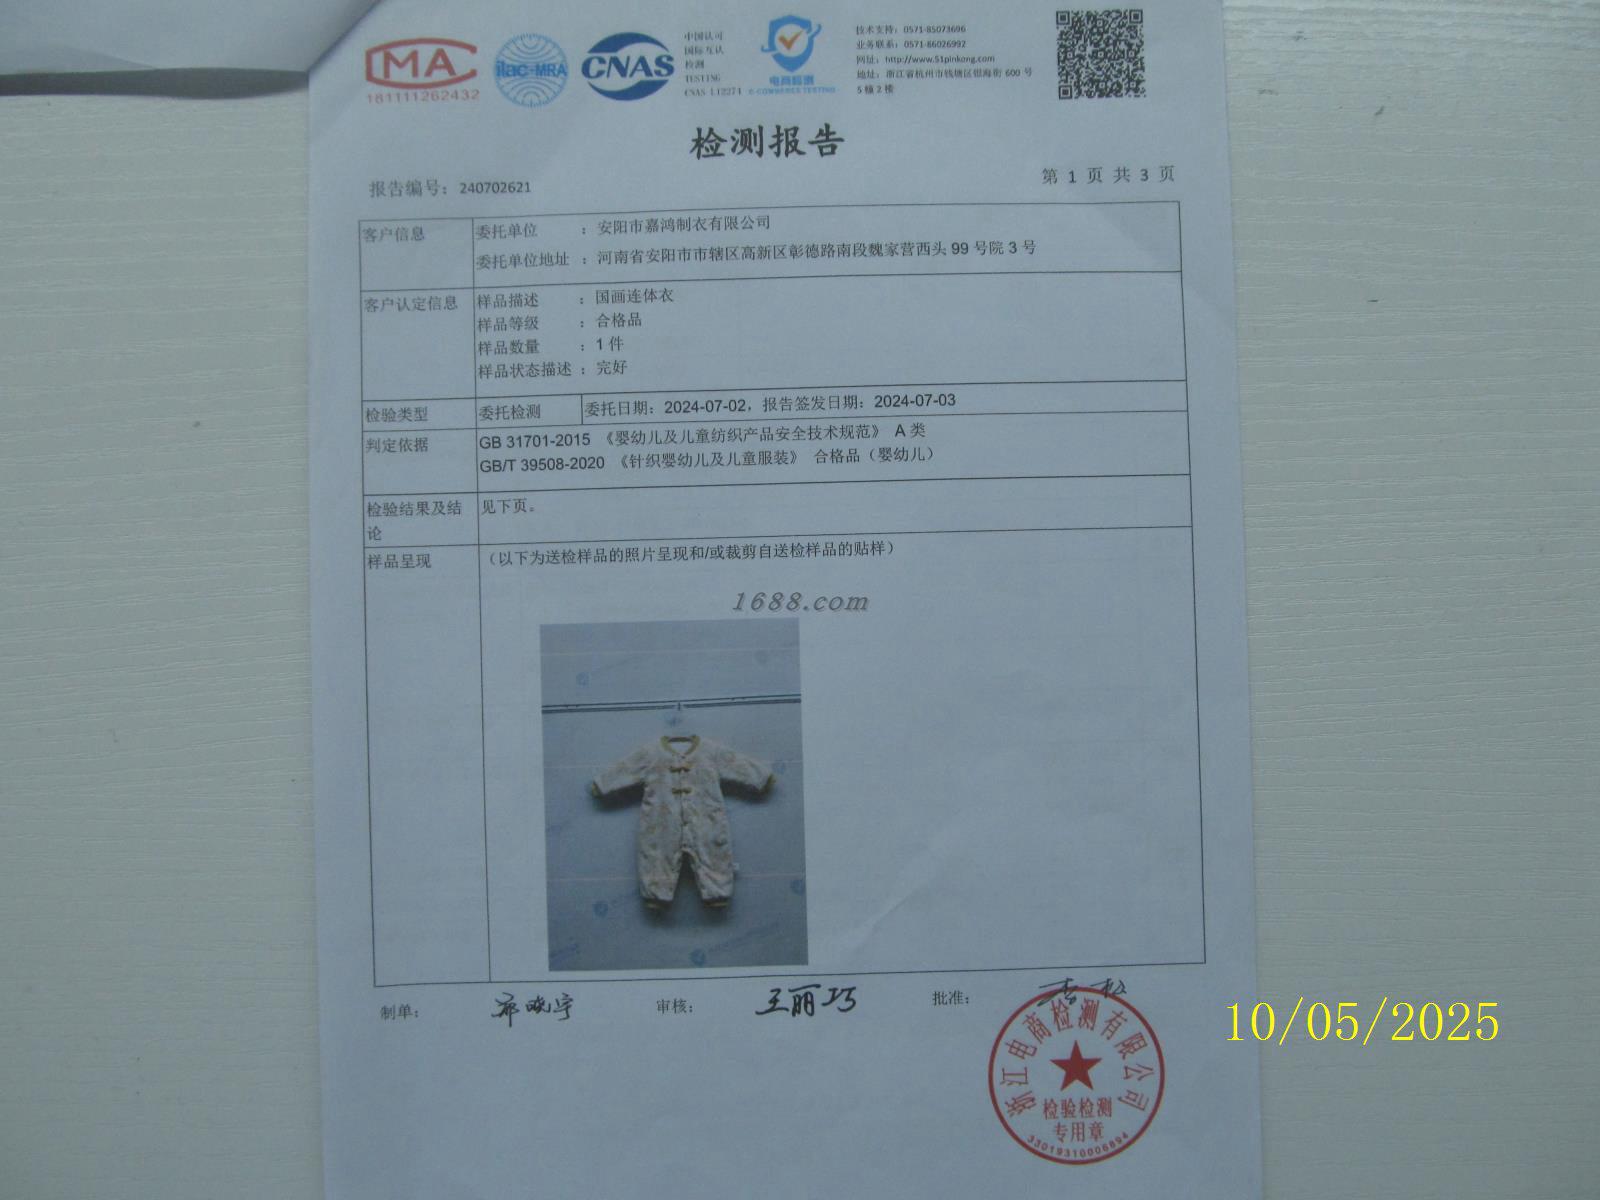 CMA
181111262432
ilac-MRA
CNAS
中国认可
国际互认
检测
TESTING
CNAS L12274
电商检测
E-COMMERCE TESTING
技术支持：0571-85073696
业务联系：0571-86026992
网址：http://www.51pinkong.com
地址：浙江省杭州市钱塘区银海街 600 号
5 幢 2 楼
检测报告
报告编号：240702621
第 1 页 共 3 页
客户信息
委托单位 ：安阳市嘉鸿制衣有限公司
委托单位地址 ：河南省安阳市市辖区高新区彰德路南段魏家营西头 99 号院 3 号
客户认定信息
样品描述 ：国画连体衣
样品等级 ：合格品
样品数量 ：1 件
样品状态描述 ：完好
检验类型 委托检测 委托日期：2024-07-02，报告签发日期：2024-07-03
判定依据
GB 31701-2015 《婴幼儿及儿童纺织产品安全技术规范》 A 类
GB/T 39508-2020 《针织婴幼儿及儿童服装》 合格品（婴幼儿）
检验结果及结
论
见下页。
样品呈现
（以下为送检样品的照片呈现和/或裁剪自送检样品的贴样）
1688.com
制单：
审核：王丽巧
批准：
浙江电商检测有限公司
检验检测
专用章
33019310006894
10/05/2025